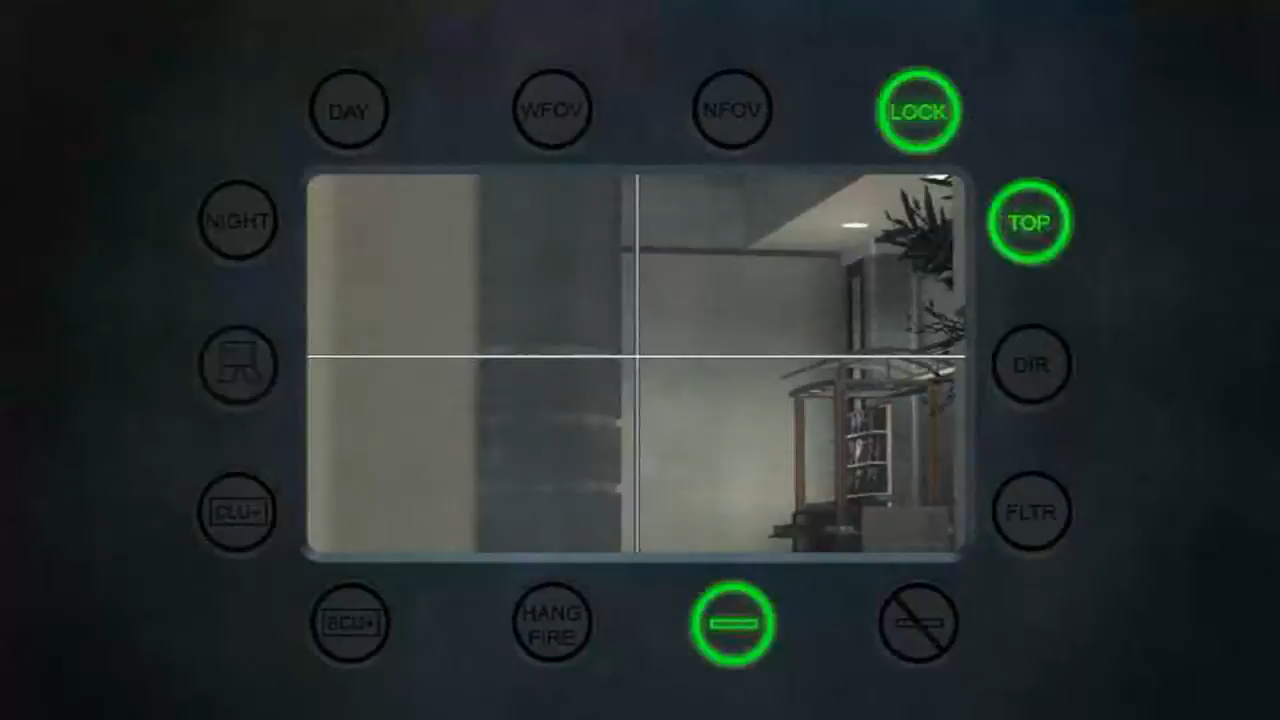 DAY
WFOV
NFOV
LOCK
NIGHT
TOP
DIR
CLU+
FLTR
BCU+
HANG
FIRE